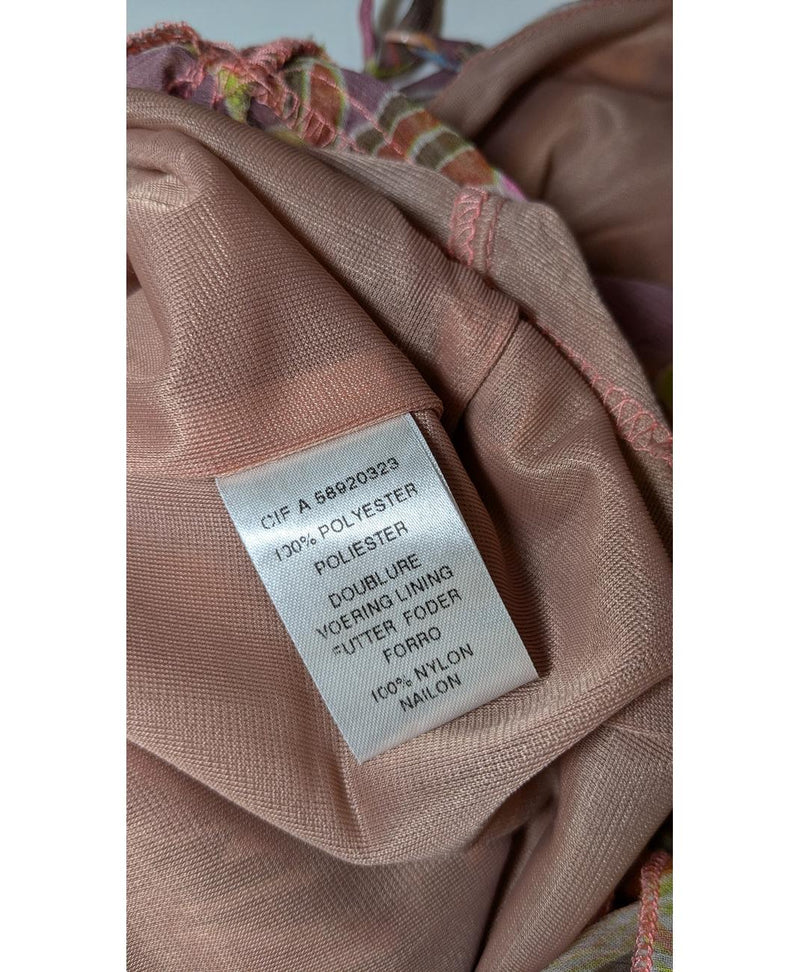 CIF A 58920323
100% POLYESTER
POLIESTER
DOUBLURE
VOERING LINING
FUTTER FODER
FORRO
100% NYLON
NAILON